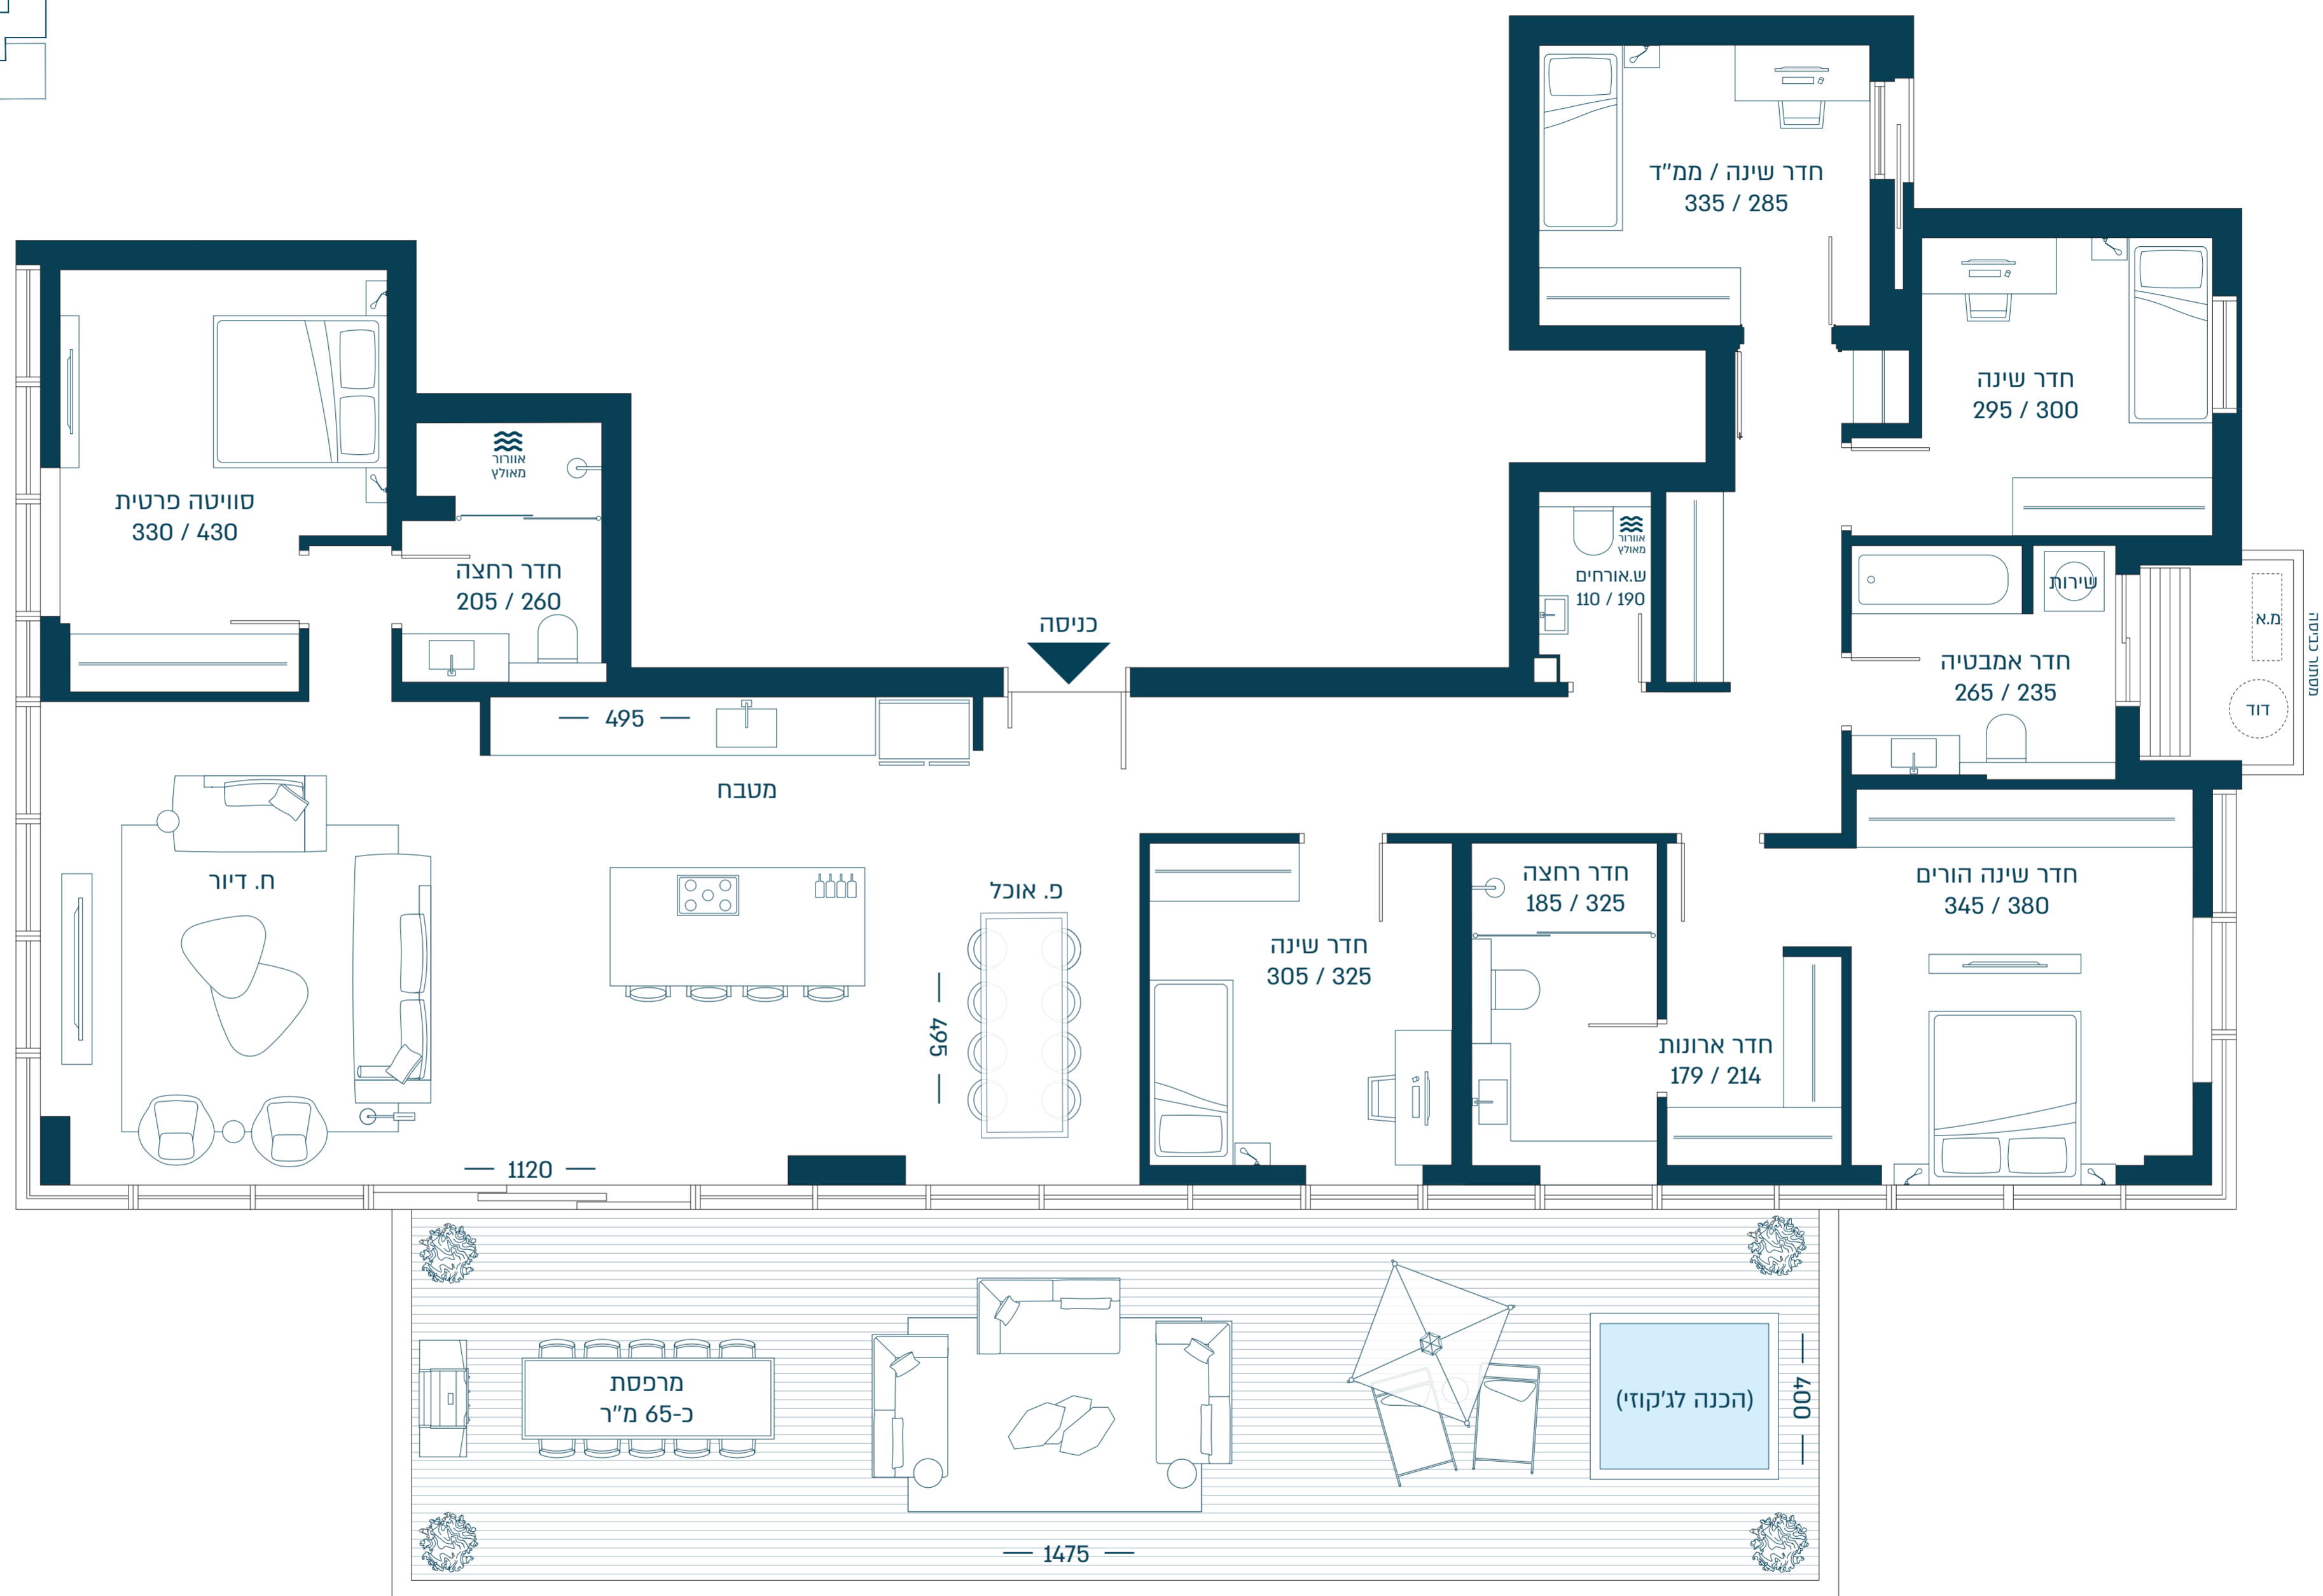 חדר שינה / ממ"ד
335 / 285
חדר שינה
295 / 300
סוויטה פרטית
330 / 430
אוורור
מאולץ
חדר רחצה
205 / 260
כניסה
אוורור
מאולץ
ש.אורחים
110 / 190
שירות
מ.א
דוד
מסתור כביסה
חדר אמבטיה
265 / 235
495
מטבח
ח. דיור
פ. אוכל
495
1120
חדר שינה
305 / 325
חדר רחצה
185 / 325
חדר ארונות
179 / 214
חדר שינה הורים
345 / 380
מרפסת
כ-65 מ"ר
(הכנה לג'קוזי)
400
1475